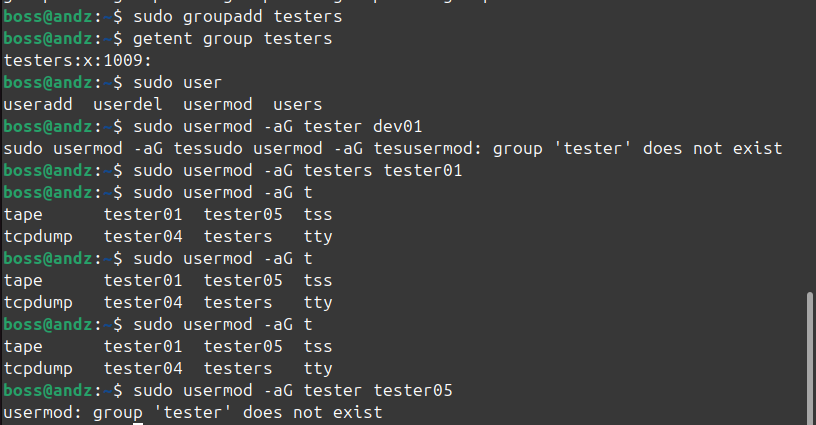 boss@andz:~$ sudo groupadd testers
boss@andz:~$ getent group testers
testers:x:1009:
boss@andz:~$ sudo user
useradd  userdel  usermod  users
boss@andz:~$ sudo usermod -aG tester dev01
sudo usermod -aG tessudo usermod -aG tesusermod: group 'tester' does not exist
boss@andz:~$ sudo usermod -aG testers tester01
boss@andz:~$ sudo usermod -aG t
tape      tester01  tester05  tss
tcpdump   tester04  testers   tty
boss@andz:~$ sudo usermod -aG t
tape      tester01  tester05  tss
tcpdump   tester04  testers   tty
boss@andz:~$ sudo usermod -aG t
tape      tester01  tester05  tss
tcpdump   tester04  testers   tty
boss@andz:~$ sudo usermod -aG tester tester05
usermod: group 'tester' does not exist